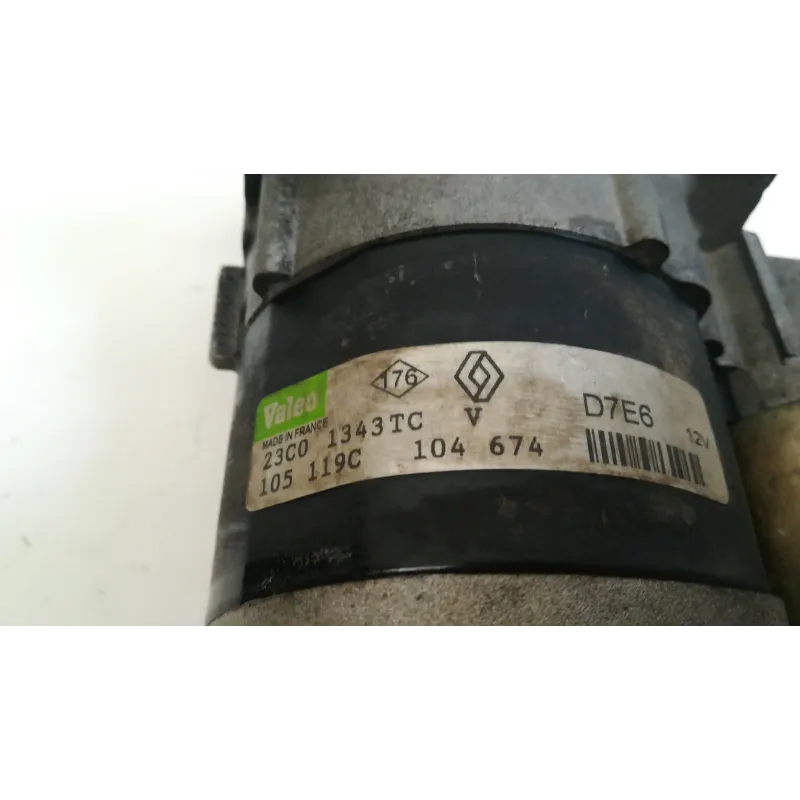 Valeo
176
V
D7E6
12V
MADE IN FRANCE
23C0 1343TC
105 119C 104 674